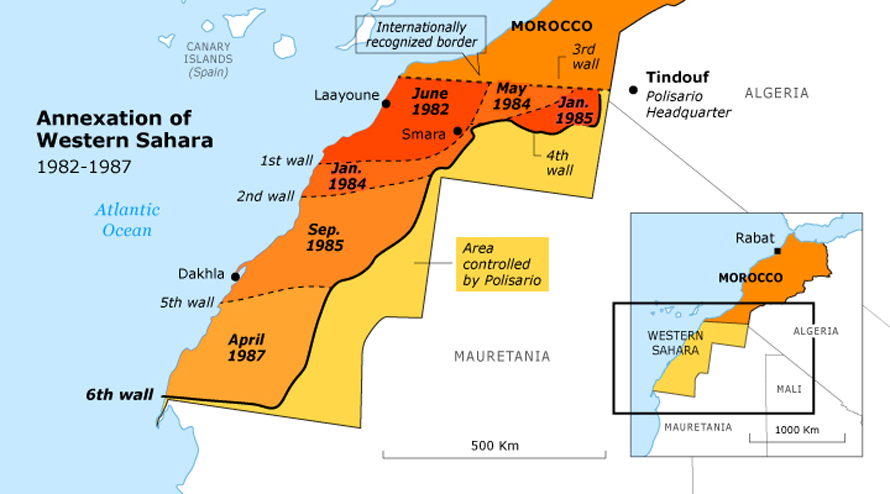 Internationally
recognized border
MOROCCO
CANARY
ISLANDS
(Spain)
3rd
wall
Tindouf
Polisario
Headquarter
ALGERIA
Laayoune
June
1982
May
1984
Jan.
1985
Annexation of
Western Sahara
1982-1987
Smara
1st wall
4th
wall
Jan.
1984
2nd wall
Atlantic
Ocean
Sep.
1985
Area
controlled
by Polisario
Dakhla
5th wall
April
1987
MAURETANIA
6th wall
500 Km
Rabat
MOROCCO
WESTERN
SAHARA
ALGERIA
MALI
MAURETANIA
1000 Km